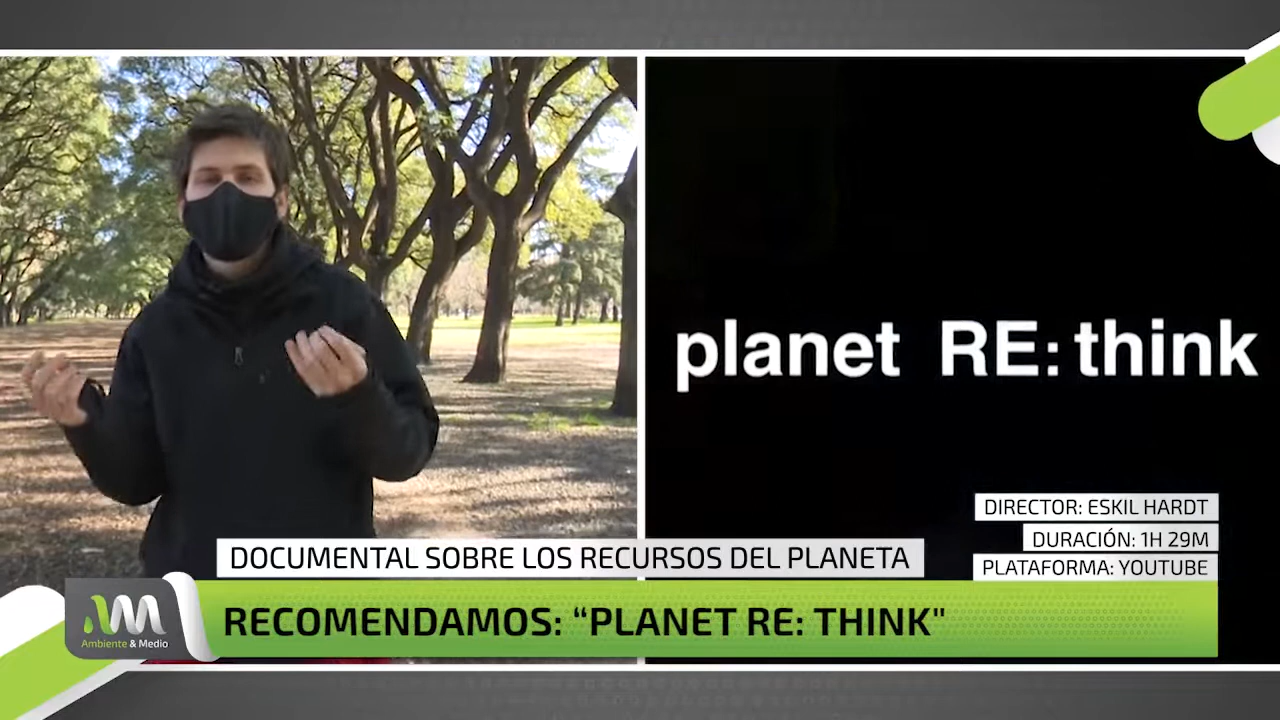 planet RE: think
DIRECTOR: ESKIL HARDT
DURACIÓN: 1H 29M
PLATAFORMA: YOUTUBE
DOCUMENTAL SOBRE LOS RECURSOS DEL PLANETA
RECOMENDAMOS: “PLANET RE: THINK"
AM
Ambiente & Medio